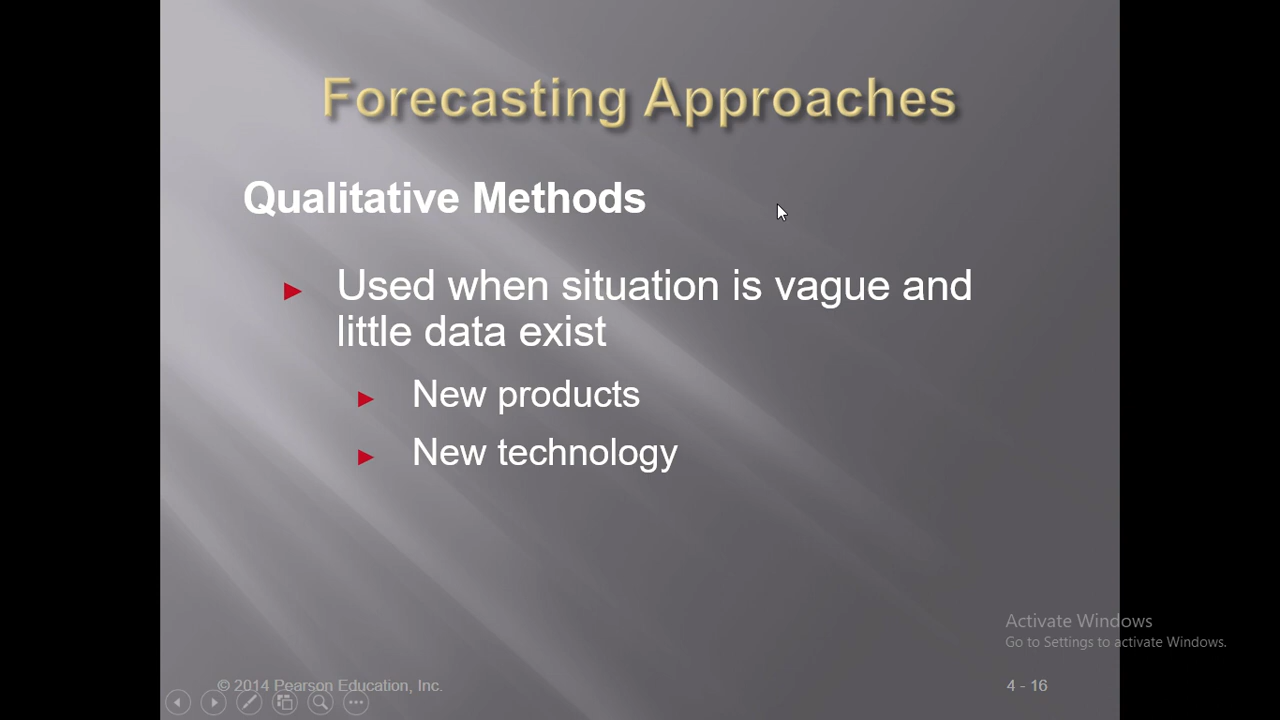 Forecasting Approaches
Qualitative Methods
Used when situation is vague and
little data exist
New products
New technology
Activate Windows
Go to Settings to activate Windows.
© 2014 Pearson Education, Inc.
4 - 16